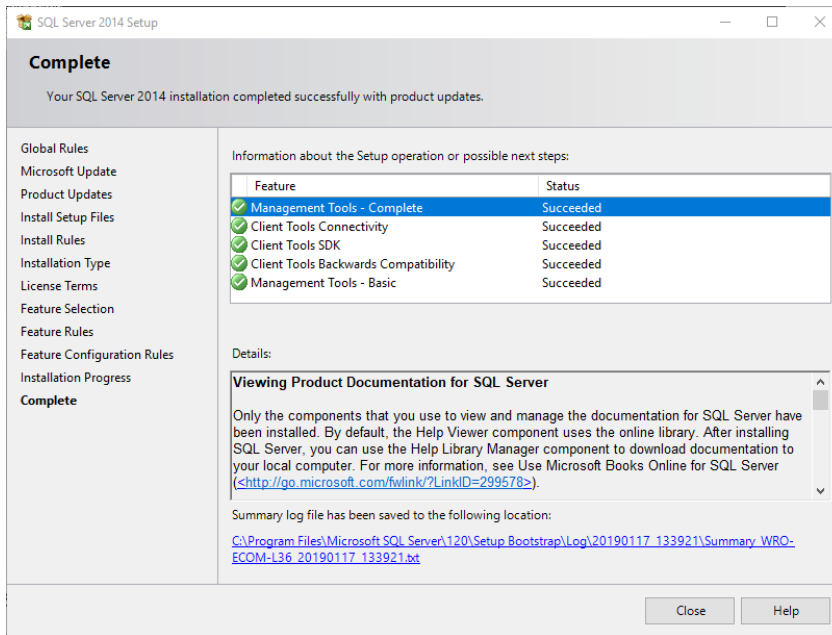 SQL Server 2014 Setup
Complete
Your SQL Server 2014 installation completed successfully with product updates.
Global Rules
Microsoft Update
Product Updates
Install Setup Files
Install Rules
Installation Type
License Terms
Feature Selection
Feature Rules
Feature Configuration Rules
Installation Progress
Complete
Information about the Setup operation or possible next steps:
Feature Status
Management Tools - Complete Succeeded
Client Tools Connectivity Succeeded
Client Tools SDK Succeeded
Client Tools Backwards Compatibility Succeeded
Management Tools - Basic Succeeded
Details:
Viewing Product Documentation for SQL Server
Only the components that you use to view and manage the documentation for SQL Server have
been installed. By default, the Help Viewer component uses the online library. After installing
SQL Server, you can use the Help Library Manager component to download documentation to
your local computer. For more information, see Use Microsoft Books Online for SQL Server
(<http://go.microsoft.com/fwlink/?LinkID=299578>).
Summary log file has been saved to the following location:
C:\Program Files\Microsoft SQL Server\120\Setup Bootstrap\Log\20190117_133921\Summary_WRO-
ECOM-L36_20190117_133921.txt
Close Help